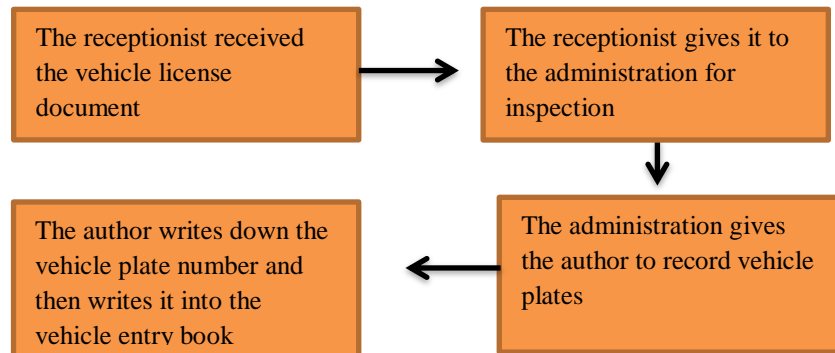 The receptionist received
the vehicle license
document
The receptionist gives it to
the administration for
inspection
The administration gives
the author to record vehicle
plates
The author writes down the
vehicle plate number and
then writes it into the
vehicle entry book